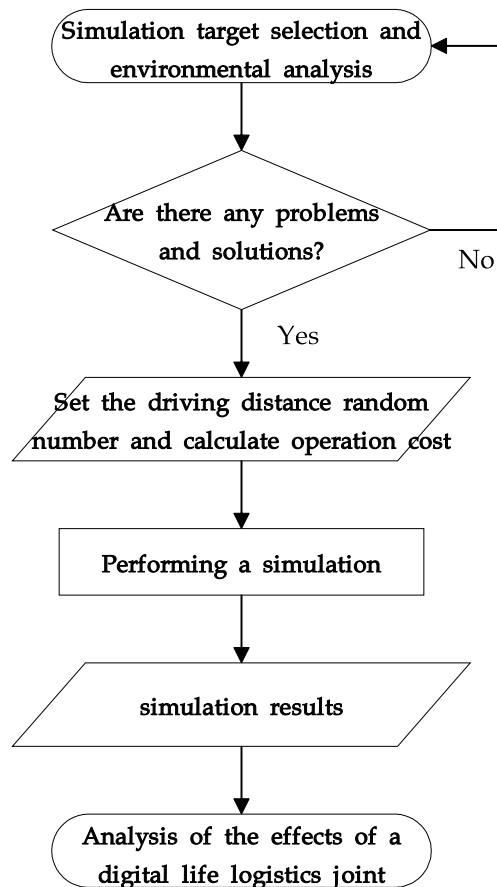 Simulation target selection and
environmental analysis
Are there any problems
and solutions?
No
Yes
Set the driving distance random
number and calculate operation cost
Performing a simulation
simulation results
Analysis of the effects of a
digital life logistics joint